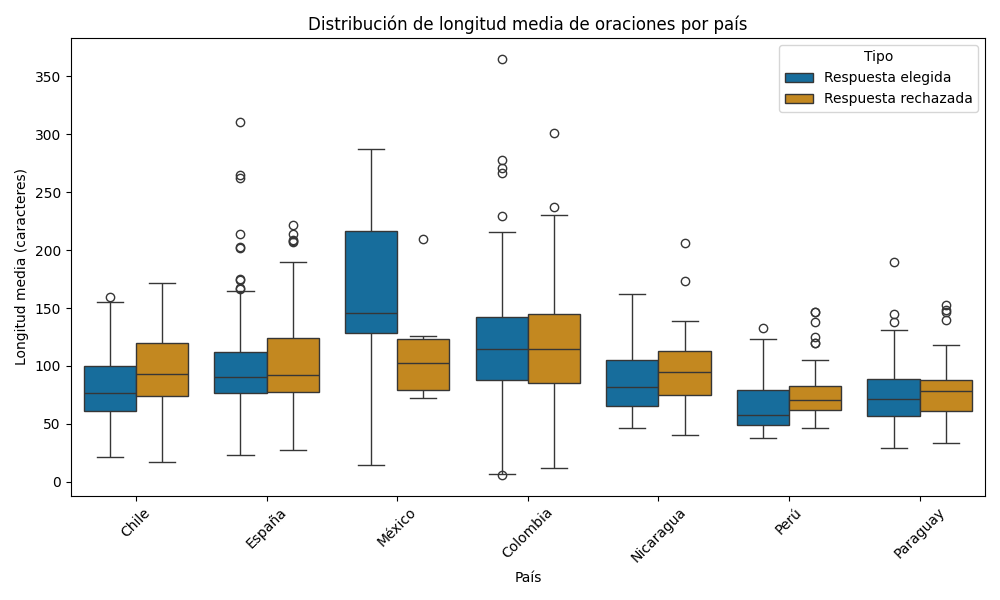 Distribución de longitud media de oraciones por país
Tipo
Respuesta elegida
Respuesta rechazada
Longitud media (caracteres)
350
300
250
200
150
100
50
0
Chile
España
México
Colombia
Nicaragua
Perú
Paraguay
País